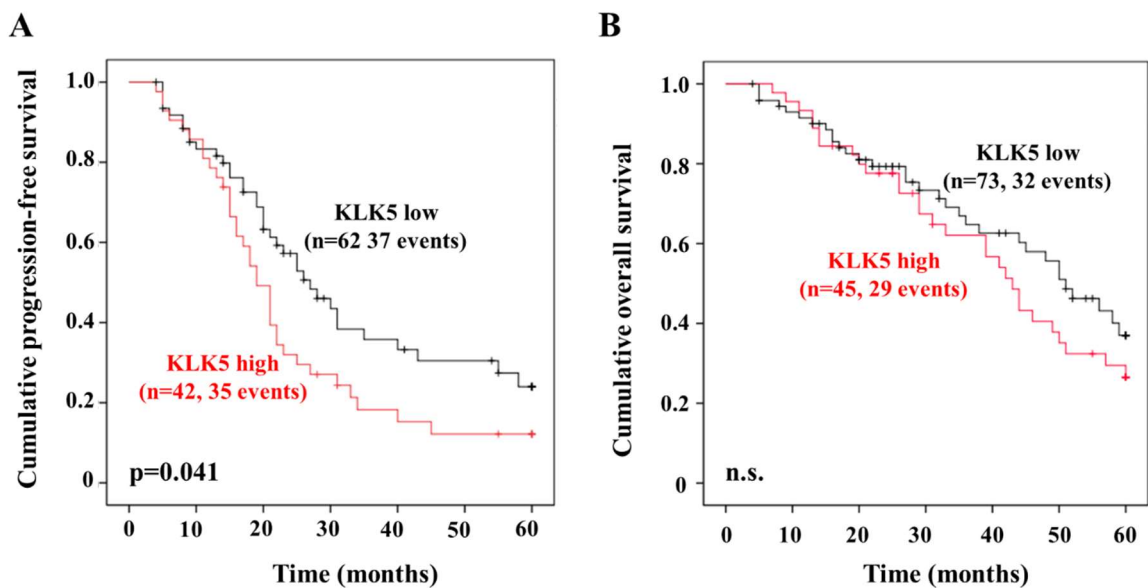 A
Cumulative progression-free survival
1.0
0.8
0.6
0.4
0.2
0
KLK5 low
(n=62 37 events)
KLK5 high
(n=42, 35 events)
p=0.041
0 10 20 30 40 50 60
Time (months)
B
Cumulative overall survival
1.0
0.8
0.6
0.4
0.2
0
KLK5 low
(n=73, 32 events)
KLK5 high
(n=45, 29 events)
n.s.
0 10 20 30 40 50 60
Time (months)